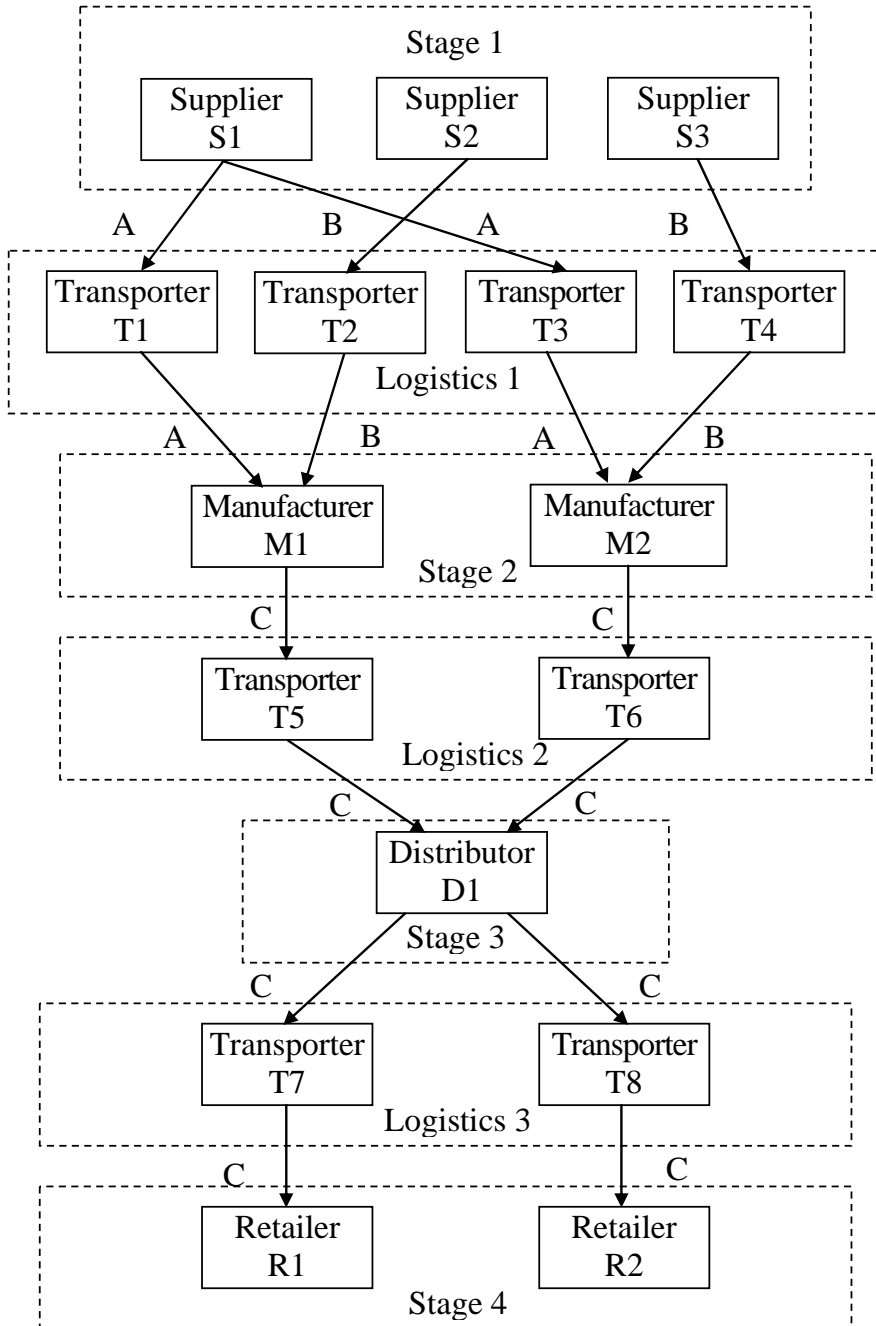 Stage 1
Supplier
S1
Supplier
S2
Supplier
S3
A
B
A
B
Transporter
T1
Transporter
T2
Transporter
T3
Transporter
T4
Logistics 1
A
B
A
B
Manufacturer
M1
Manufacturer
M2
Stage 2
C
C
Transporter
T5
Transporter
T6
Logistics 2
C
C
Distributor
D1
Stage 3
C
C
Transporter
T7
Transporter
T8
Logistics 3
C
C
Retailer
R1
Retailer
R2
Stage 4